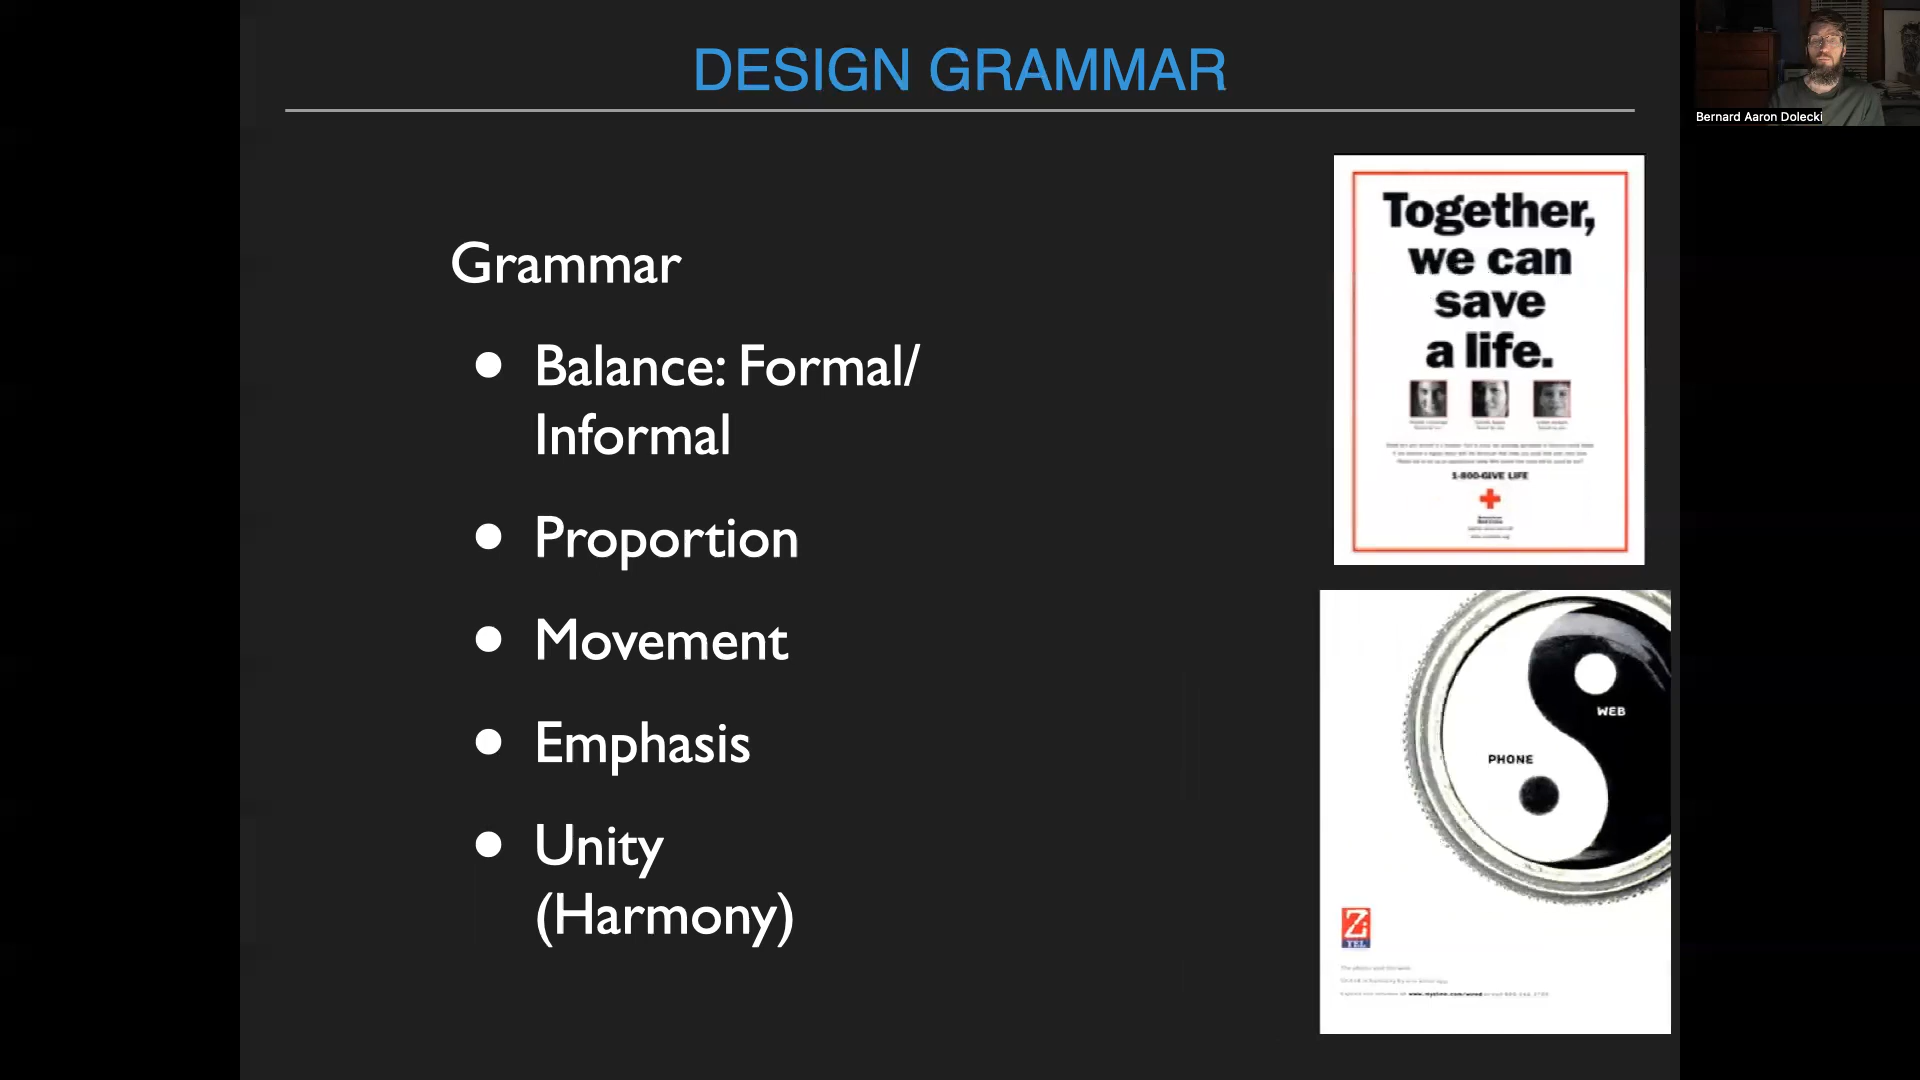 DESIGN GRAMMAR
Bernard Aaron Dolecki
Grammar
Balance: Formal/
Informal
Proportion
Movement
Emphasis
Unity
(Harmony)
Together,
we can
save
a life.
1-800-GIVE LIFE
WEB
PHONE
Z
TEL